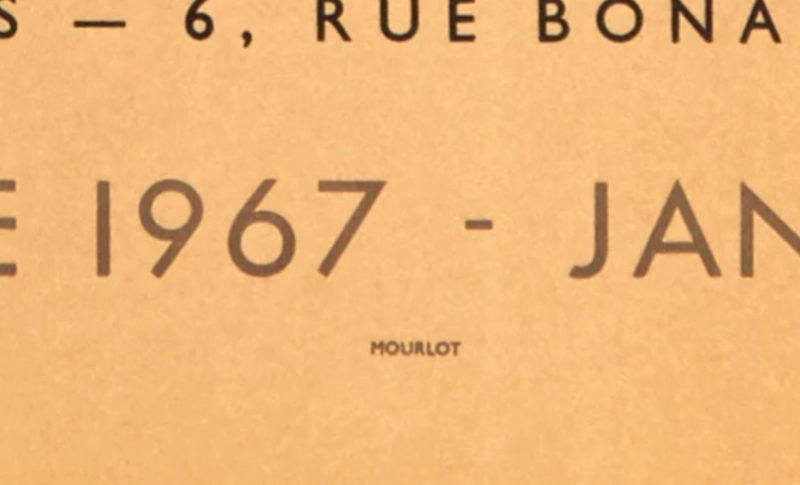 S — 6, RUE BONA
E 1967 - JAN
MOURLOT